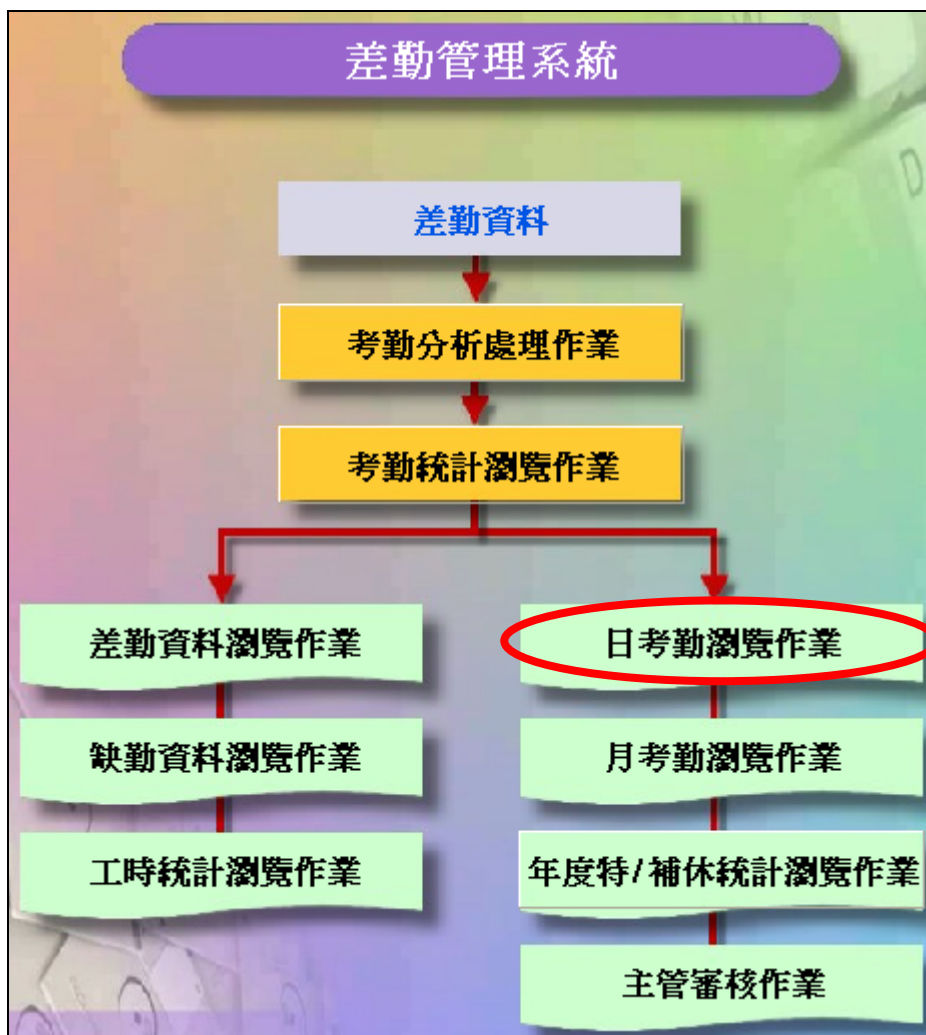 差勤管理系統
差勤資料
考勤分析處理作業
考勤統計瀏覽作業
差勤資料瀏覽作業
缺勤資料瀏覽作業
工時統計瀏覽作業
日考勤瀏覽作業
月考勤瀏覽作業
年度特/補休統計瀏覽作業
主管審核作業
D